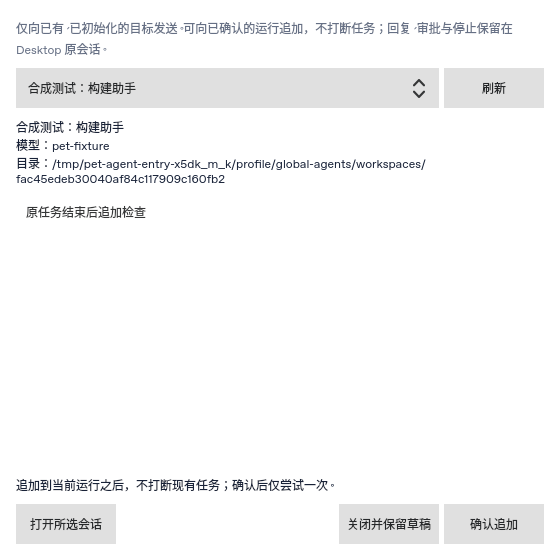 仅向已有、已初始化的目标发送。可向已确认的运行追加，不打断任务；回复、审批与停止保留在
Desktop 原会话。
合成测试：构建助手
刷新
合成测试：构建助手
模型：pet-fixture
目录：/tmp/pet-agent-entry-x5dk_m_k/profile/global-agents/workspaces/
fac45edeb30040af84c117909c160fb2
原任务结束后追加检查
追加到当前运行之后，不打断现有任务；确认后仅尝试一次。
打开所选会话
关闭并保留草稿
确认追加